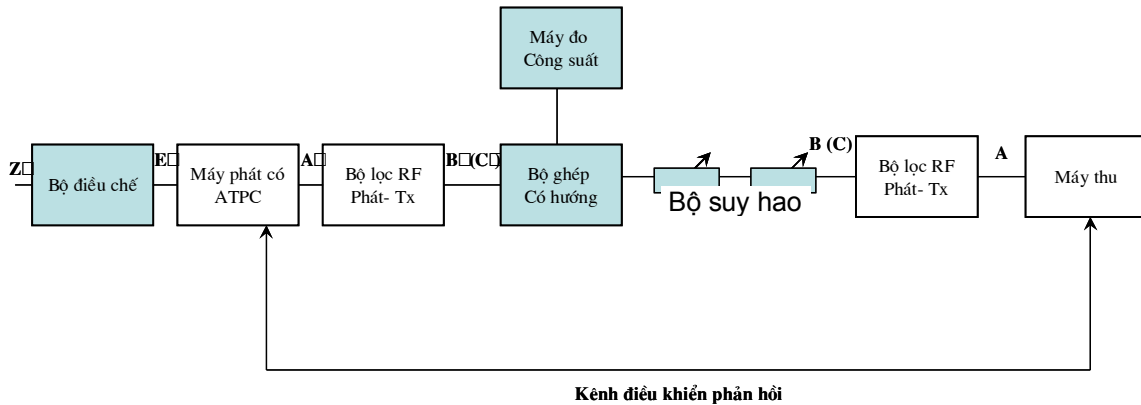 Máy đo
Công suất
Z□
Bộ điều chế
E□
Máy phát có
ATPC
A□
Bộ lọc RF
Phát- Tx
B□(C□)
Bộ ghép
Có hướng
Bộ suy hao
B (C)
Bộ lọc RF
Phát- Tx
A
Máy thu
Kênh điều khiển phản hồi